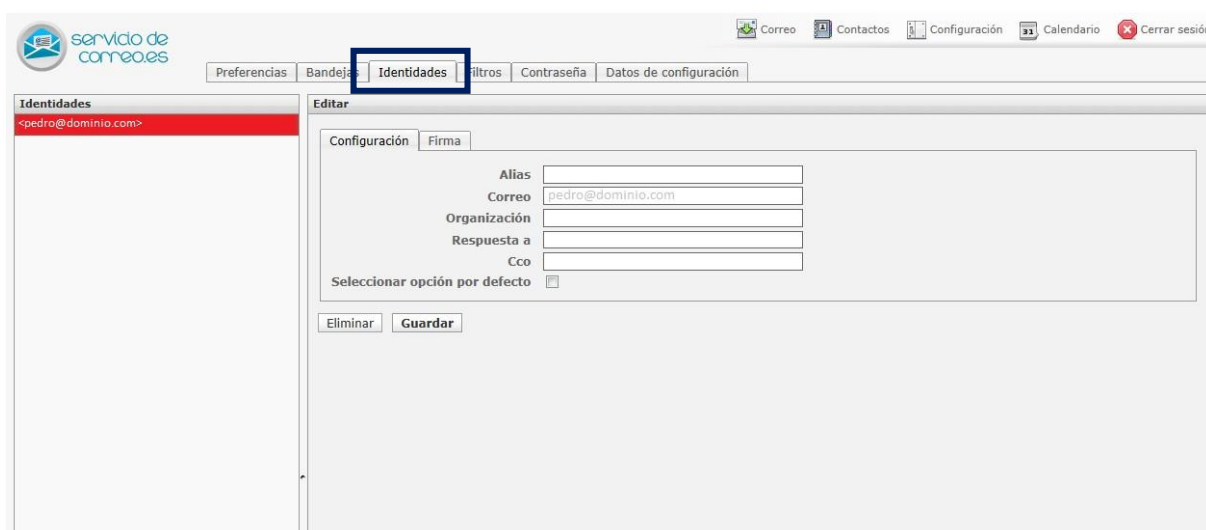 servicio de
correo.es
Correo Contactos Configuración 31 Calendario Cerrar sesión
Preferencias Bandejas Identidades Filtros Contraseña Datos de configuración
Identidades
<pedro@dominio.com>
Editar
Configuración Firma
Alias
Correo pedro@dominio.com
Organización
Respuesta a
Cco
Seleccionar opción por defecto
Eliminar Guardar